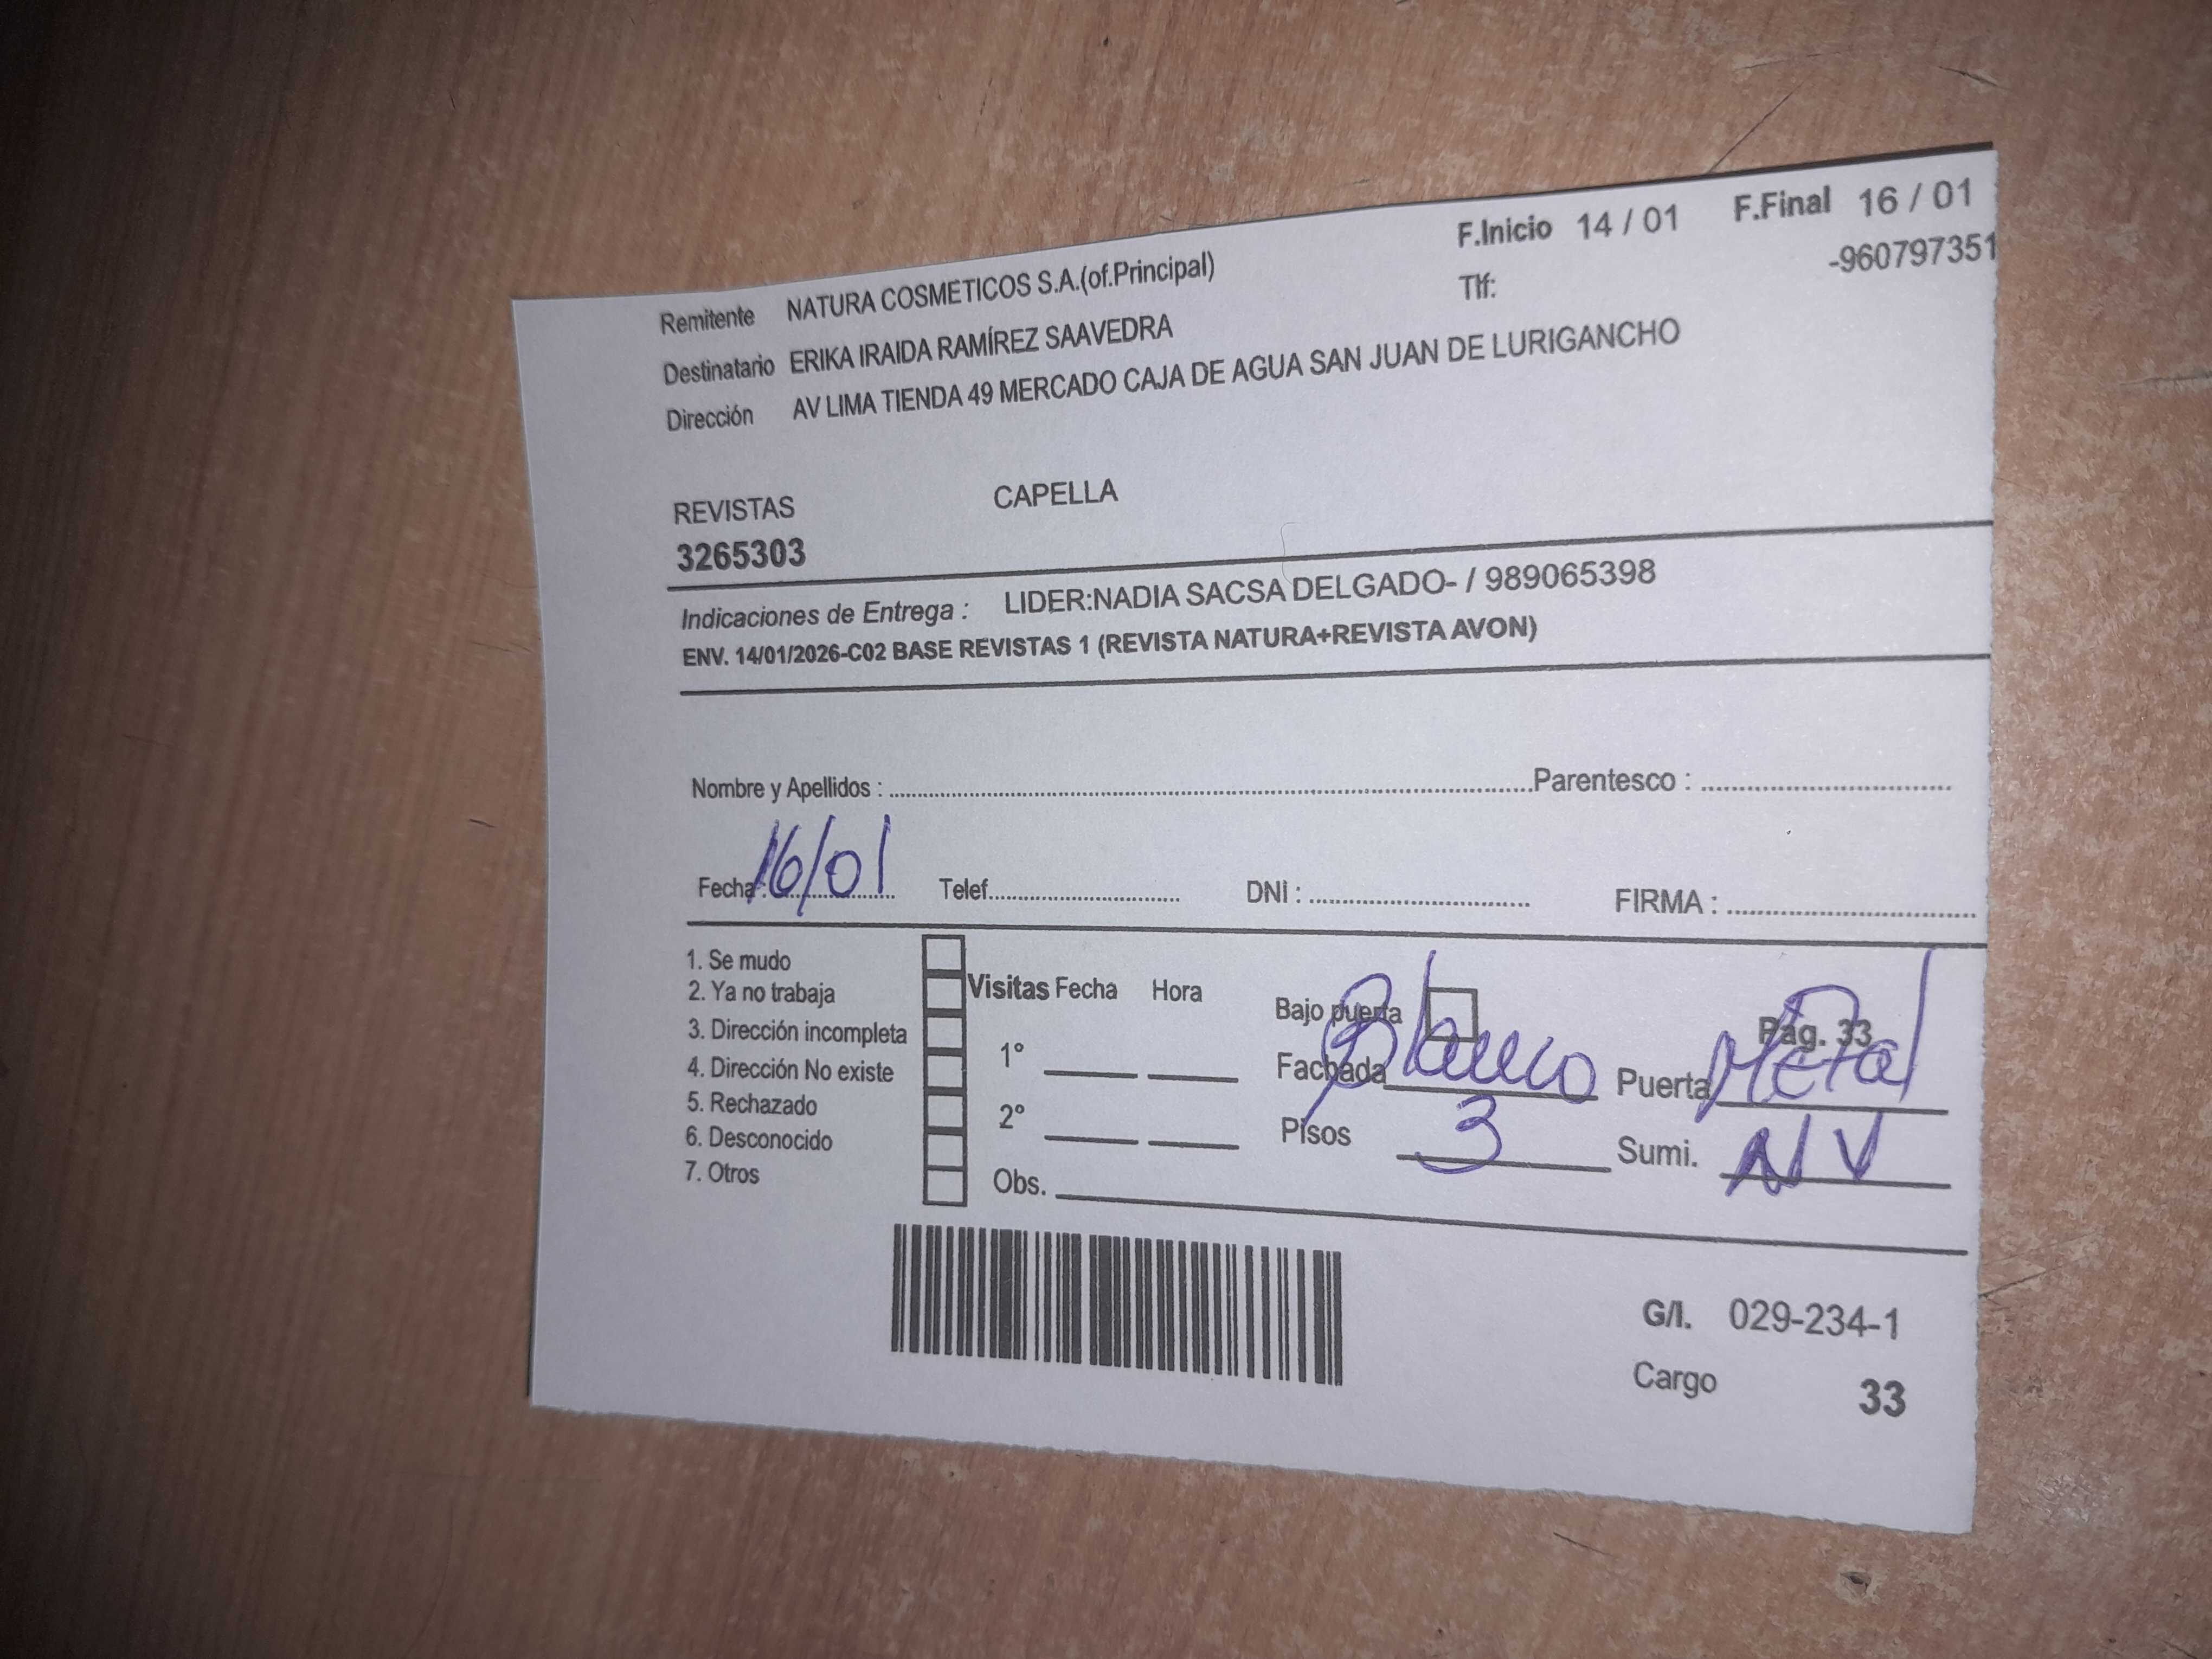 F.Inicio 14 / 01 F.Final 16 / 01
Remitente NATURA COSMETICOS S.A.(of.Principal) Tlf: -960797351
Destinatario ERIKA IRAIDA RAMÍREZ SAAVEDRA
Dirección AV LIMA TIENDA 49 MERCADO CAJA DE AGUA SAN JUAN DE LURIGANCHO
REVISTAS CAPELLA
3265303
Indicaciones de Entrega : LIDER:NADIA SACSA DELGADO- / 989065398
ENV. 14/01/2026-C02 BASE REVISTAS 1 (REVISTA NATURA+REVISTA AVON)
Nombre y Apellidos : Parentesco :
Fecha : 16/01 Telef. DNI : FIRMA :
1. Se mudo
2. Ya no trabaja
3. Dirección incompleta
4. Dirección No existe
5. Rechazado
6. Desconocido
7. Otros
Visitas Fecha Hora
1°
2°
Obs.
Bajo puerta Pág. 33
Fachada Blanco Puerta Metal
Pisos 3 Sumi. NV
G/I. 029-234-1
Cargo 33